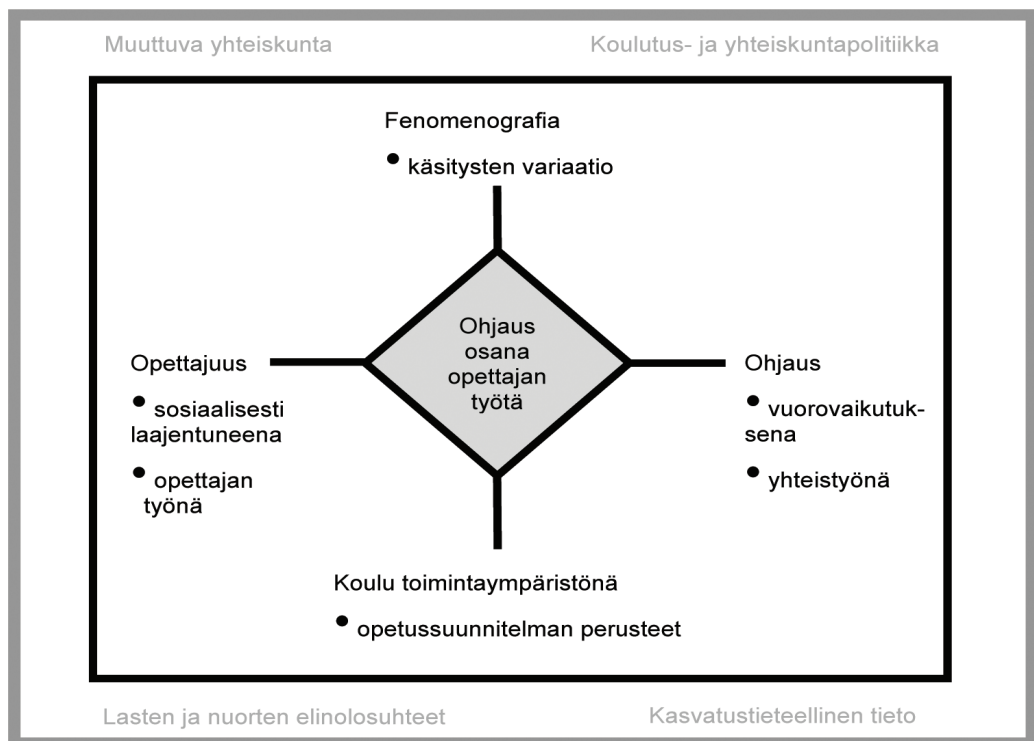 Muuttuva yhteiskunta
Koulutus- ja yhteiskuntapolitiikka
Fenomenografia
• käsitysten variaatio
Ohjaus
osana
opettajan
työtä
Opettajuus
• sosiaalisesti
laajentuneena
• opettajan
työnä
Ohjaus
• vuorovaikutuk-
sena
• yhteistyönä
Koulu toimintaympäristönä
• opetussuunnitelman perusteet
Lasten ja nuorten elinolosuhteet
Kasvatustieteellinen tieto